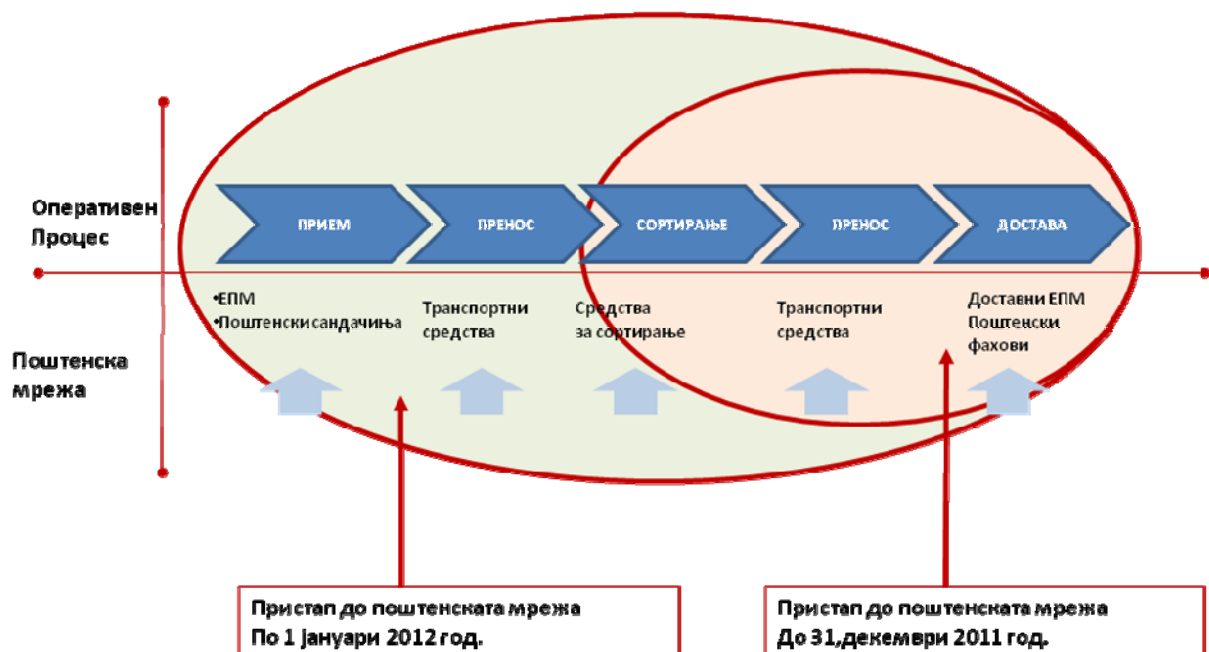 Оперативен
Процес
ПРИЕМ
ПРЕНОС
СОРТИРАЊЕ
ПРЕНОС
ДОСТАВА
•ЕПМ
•Поштенски сандачиња
Транспортни
средства
Средства
за сортирање
Транспортни
средства
Доставни ЕПМ
Поштенски
фахови
Поштенска
мрежа
Пристап до поштенската мрежа
По 1 јануари 2012 год.
Пристап до поштенската мрежа
До 31,декември 2011 год.